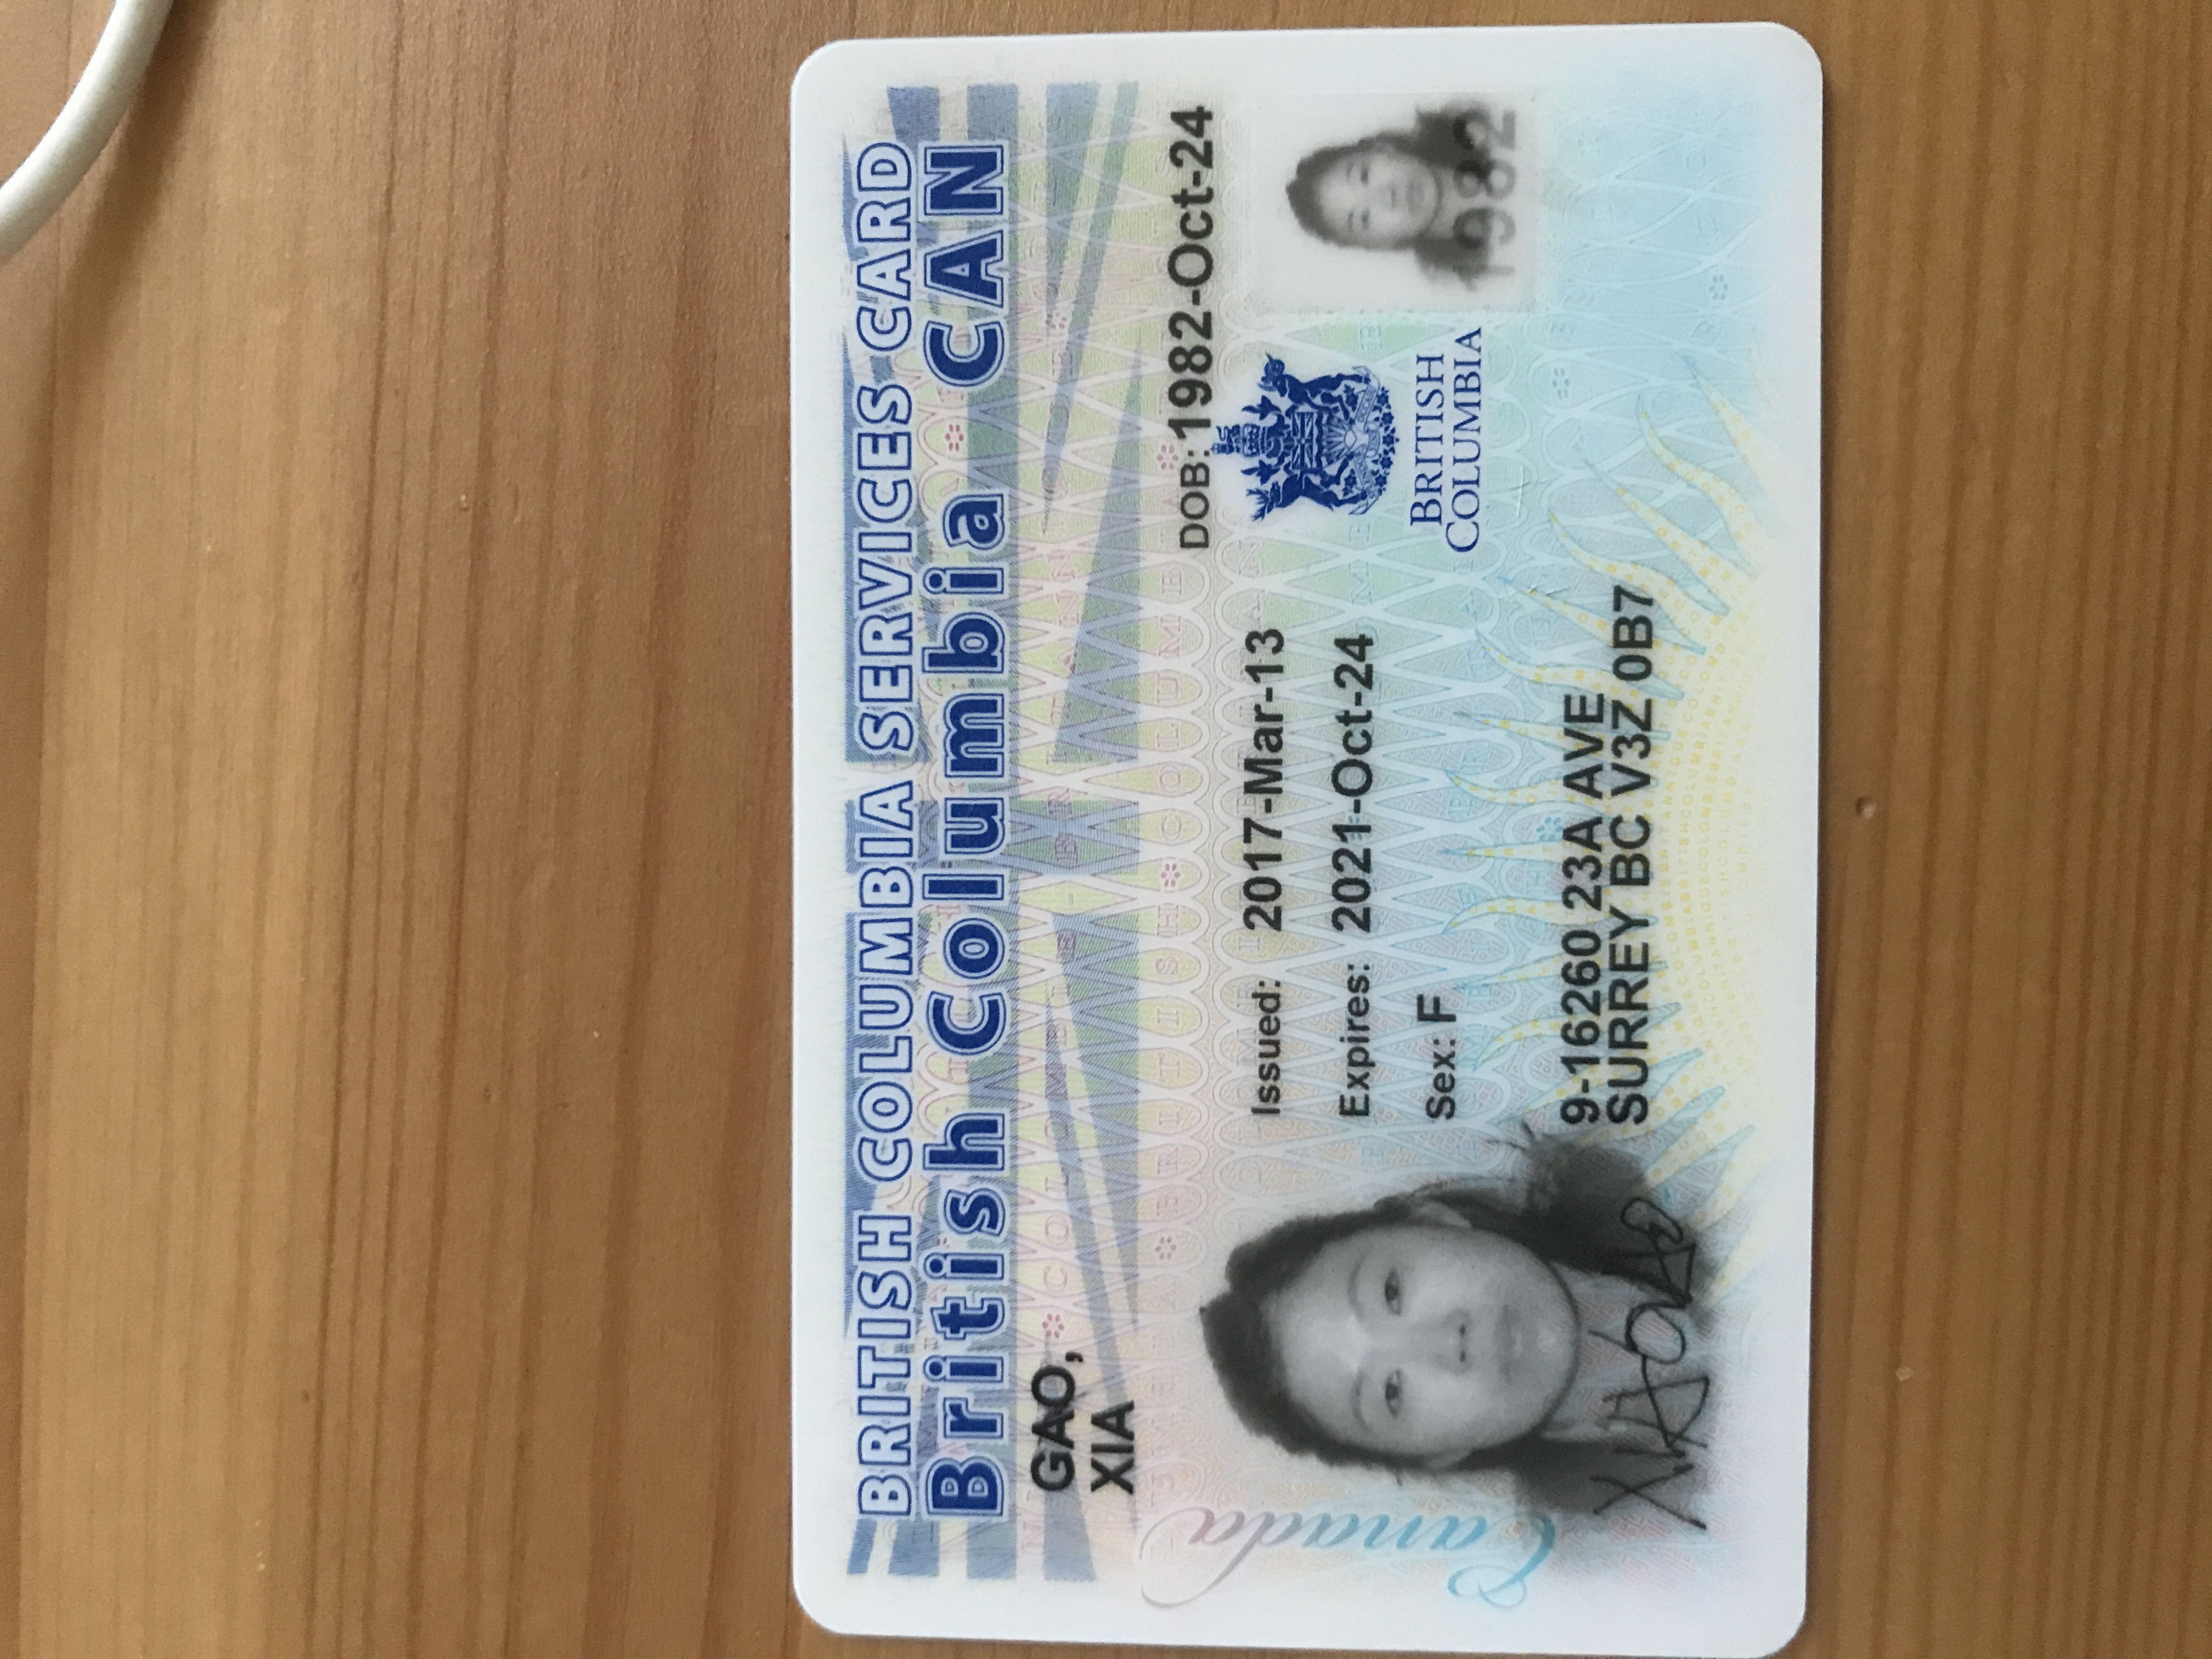 BRITISH COLUMBIA SERVICES CARD
British Columbia CAN
GAO,
XIA
Canada
DOB: 1982-Oct-24
Issued: 2017-Mar-13
Expires: 2021-Oct-24
Sex: F
BRITISH
COLUMBIA
1982
9-16260 23A AVE
SURREY BC V3Z 0B7
XIA GAO